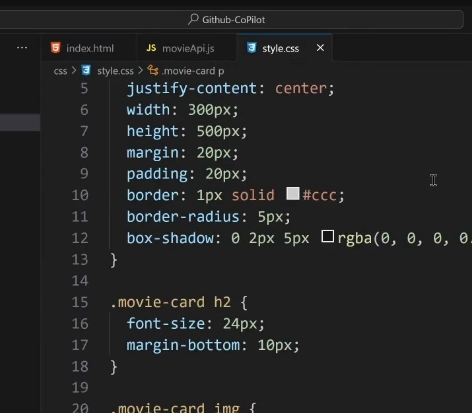 Github-CoPilot
... index.html JS movieApi.js style.css ×
css > style.css > .movie-card p
5 justify-content: center;
6 width: 300px;
7 height: 500px;
8 margin: 20px;
9 padding: 20px;
10 border: 1px solid #ccc;
11 border-radius: 5px;
12 box-shadow: 0 2px 5px rgba(0, 0, 0, 0.
13 }
14
15 .movie-card h2 {
16 font-size: 24px;
17 margin-bottom: 10px;
18 }
19
20 .movie-card img {